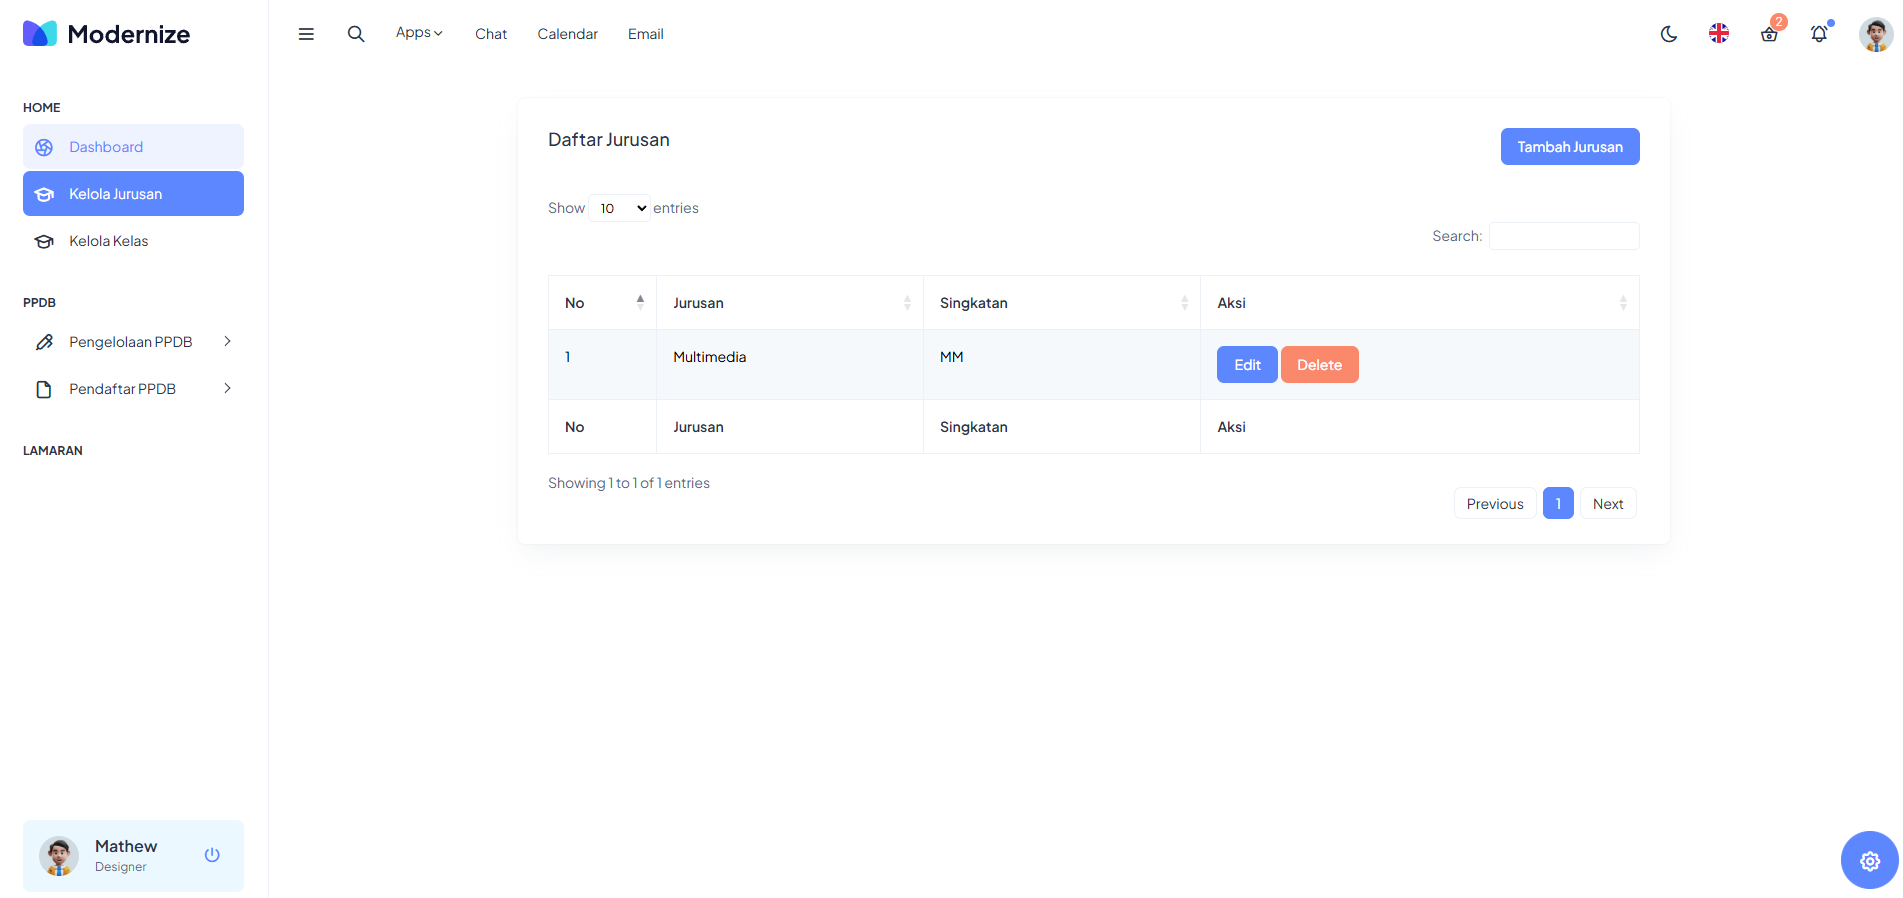 Modernize
Apps Chat Calendar Email
2
HOME
Dashboard
Kelola Jurusan
Kelola Kelas
PPDB
Pengelolaan PPDB
Pendaftar PPDB
LAMARAN
Mathew
Designer
Daftar Jurusan
Tambah Jurusan
Show 10 entries
Search:
No Jurusan Singkatan Aksi
1 Multimedia MM Edit Delete
No Jurusan Singkatan Aksi
Showing 1 to 1 of 1 entries
Previous 1 Next